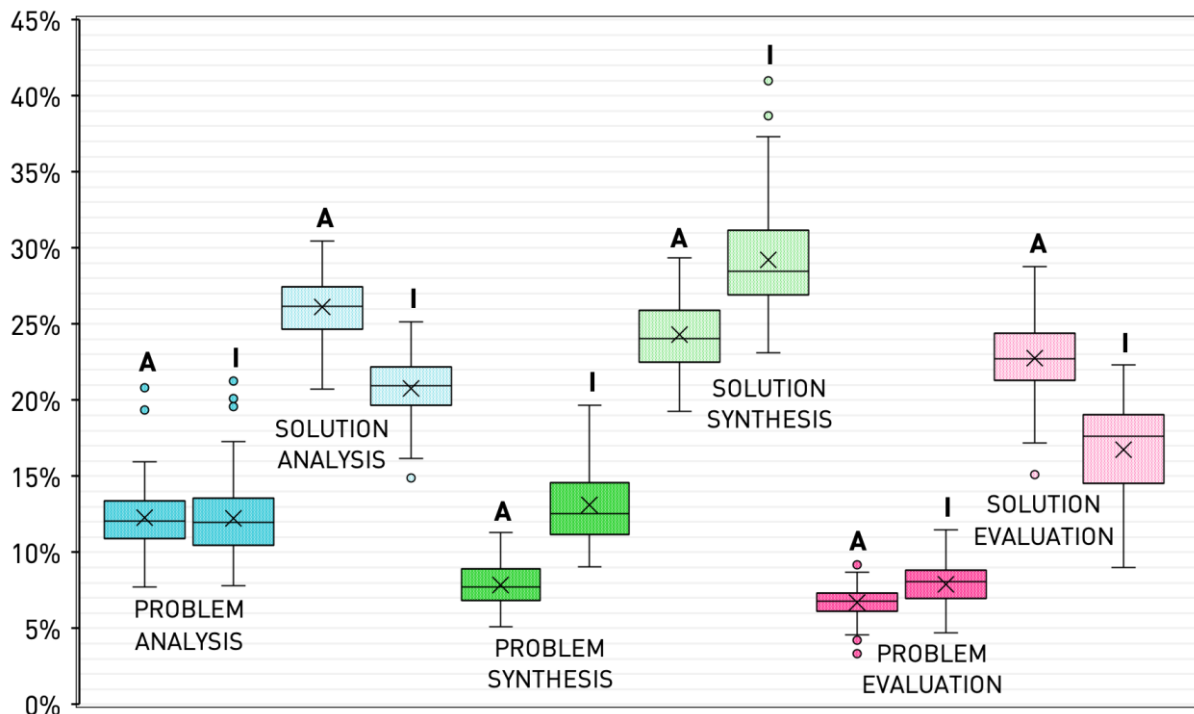 45%
40%
35%
30%
25%
20%
15%
10%
5%
0%
A
I
PROBLEM
ANALYSIS
A
I
SOLUTION
ANALYSIS
A
I
PROBLEM
SYNTHESIS
A
I
SOLUTION
SYNTHESIS
A
I
PROBLEM
EVALUATION
A
I
SOLUTION
EVALUATION